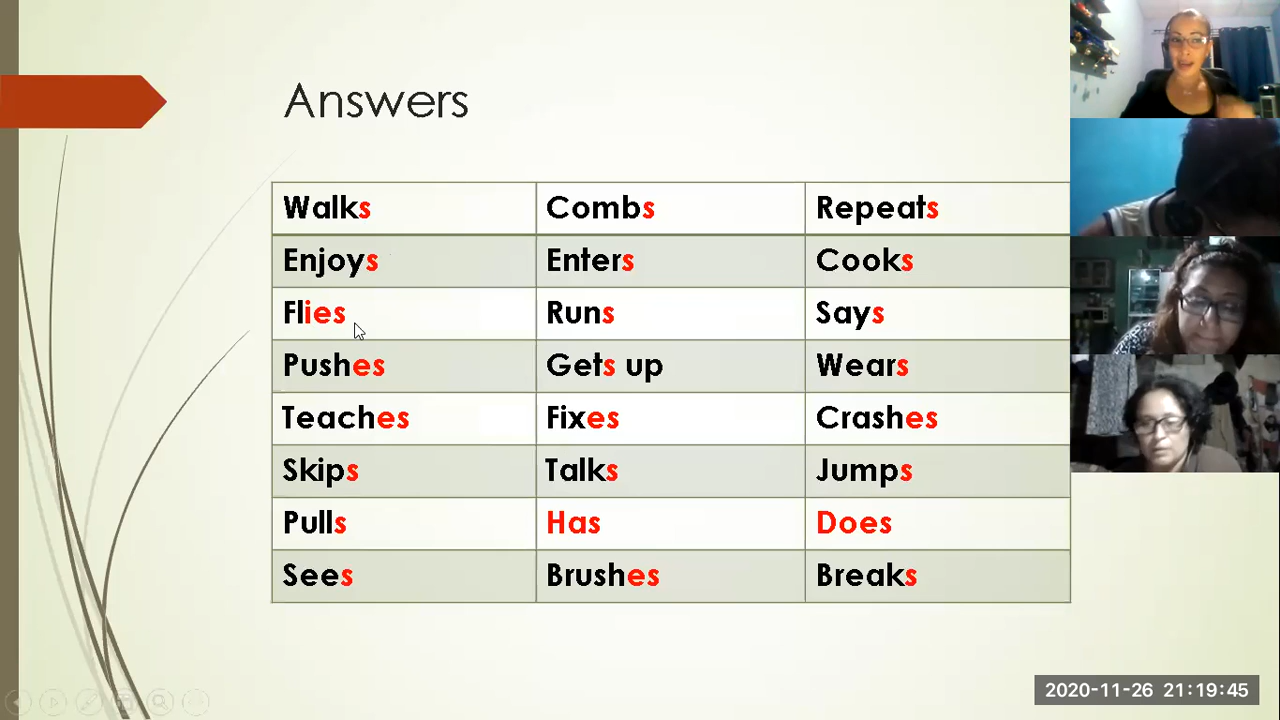 Answers
Walks Combs Repeats
Enjoys Enters Cooks
Flies Runs Says
Pushes Gets up Wears
Teaches Fixes Crashes
Skips Talks Jumps
Pulls Has Does
Sees Brushes Breaks
2020-11-26 21:19:45